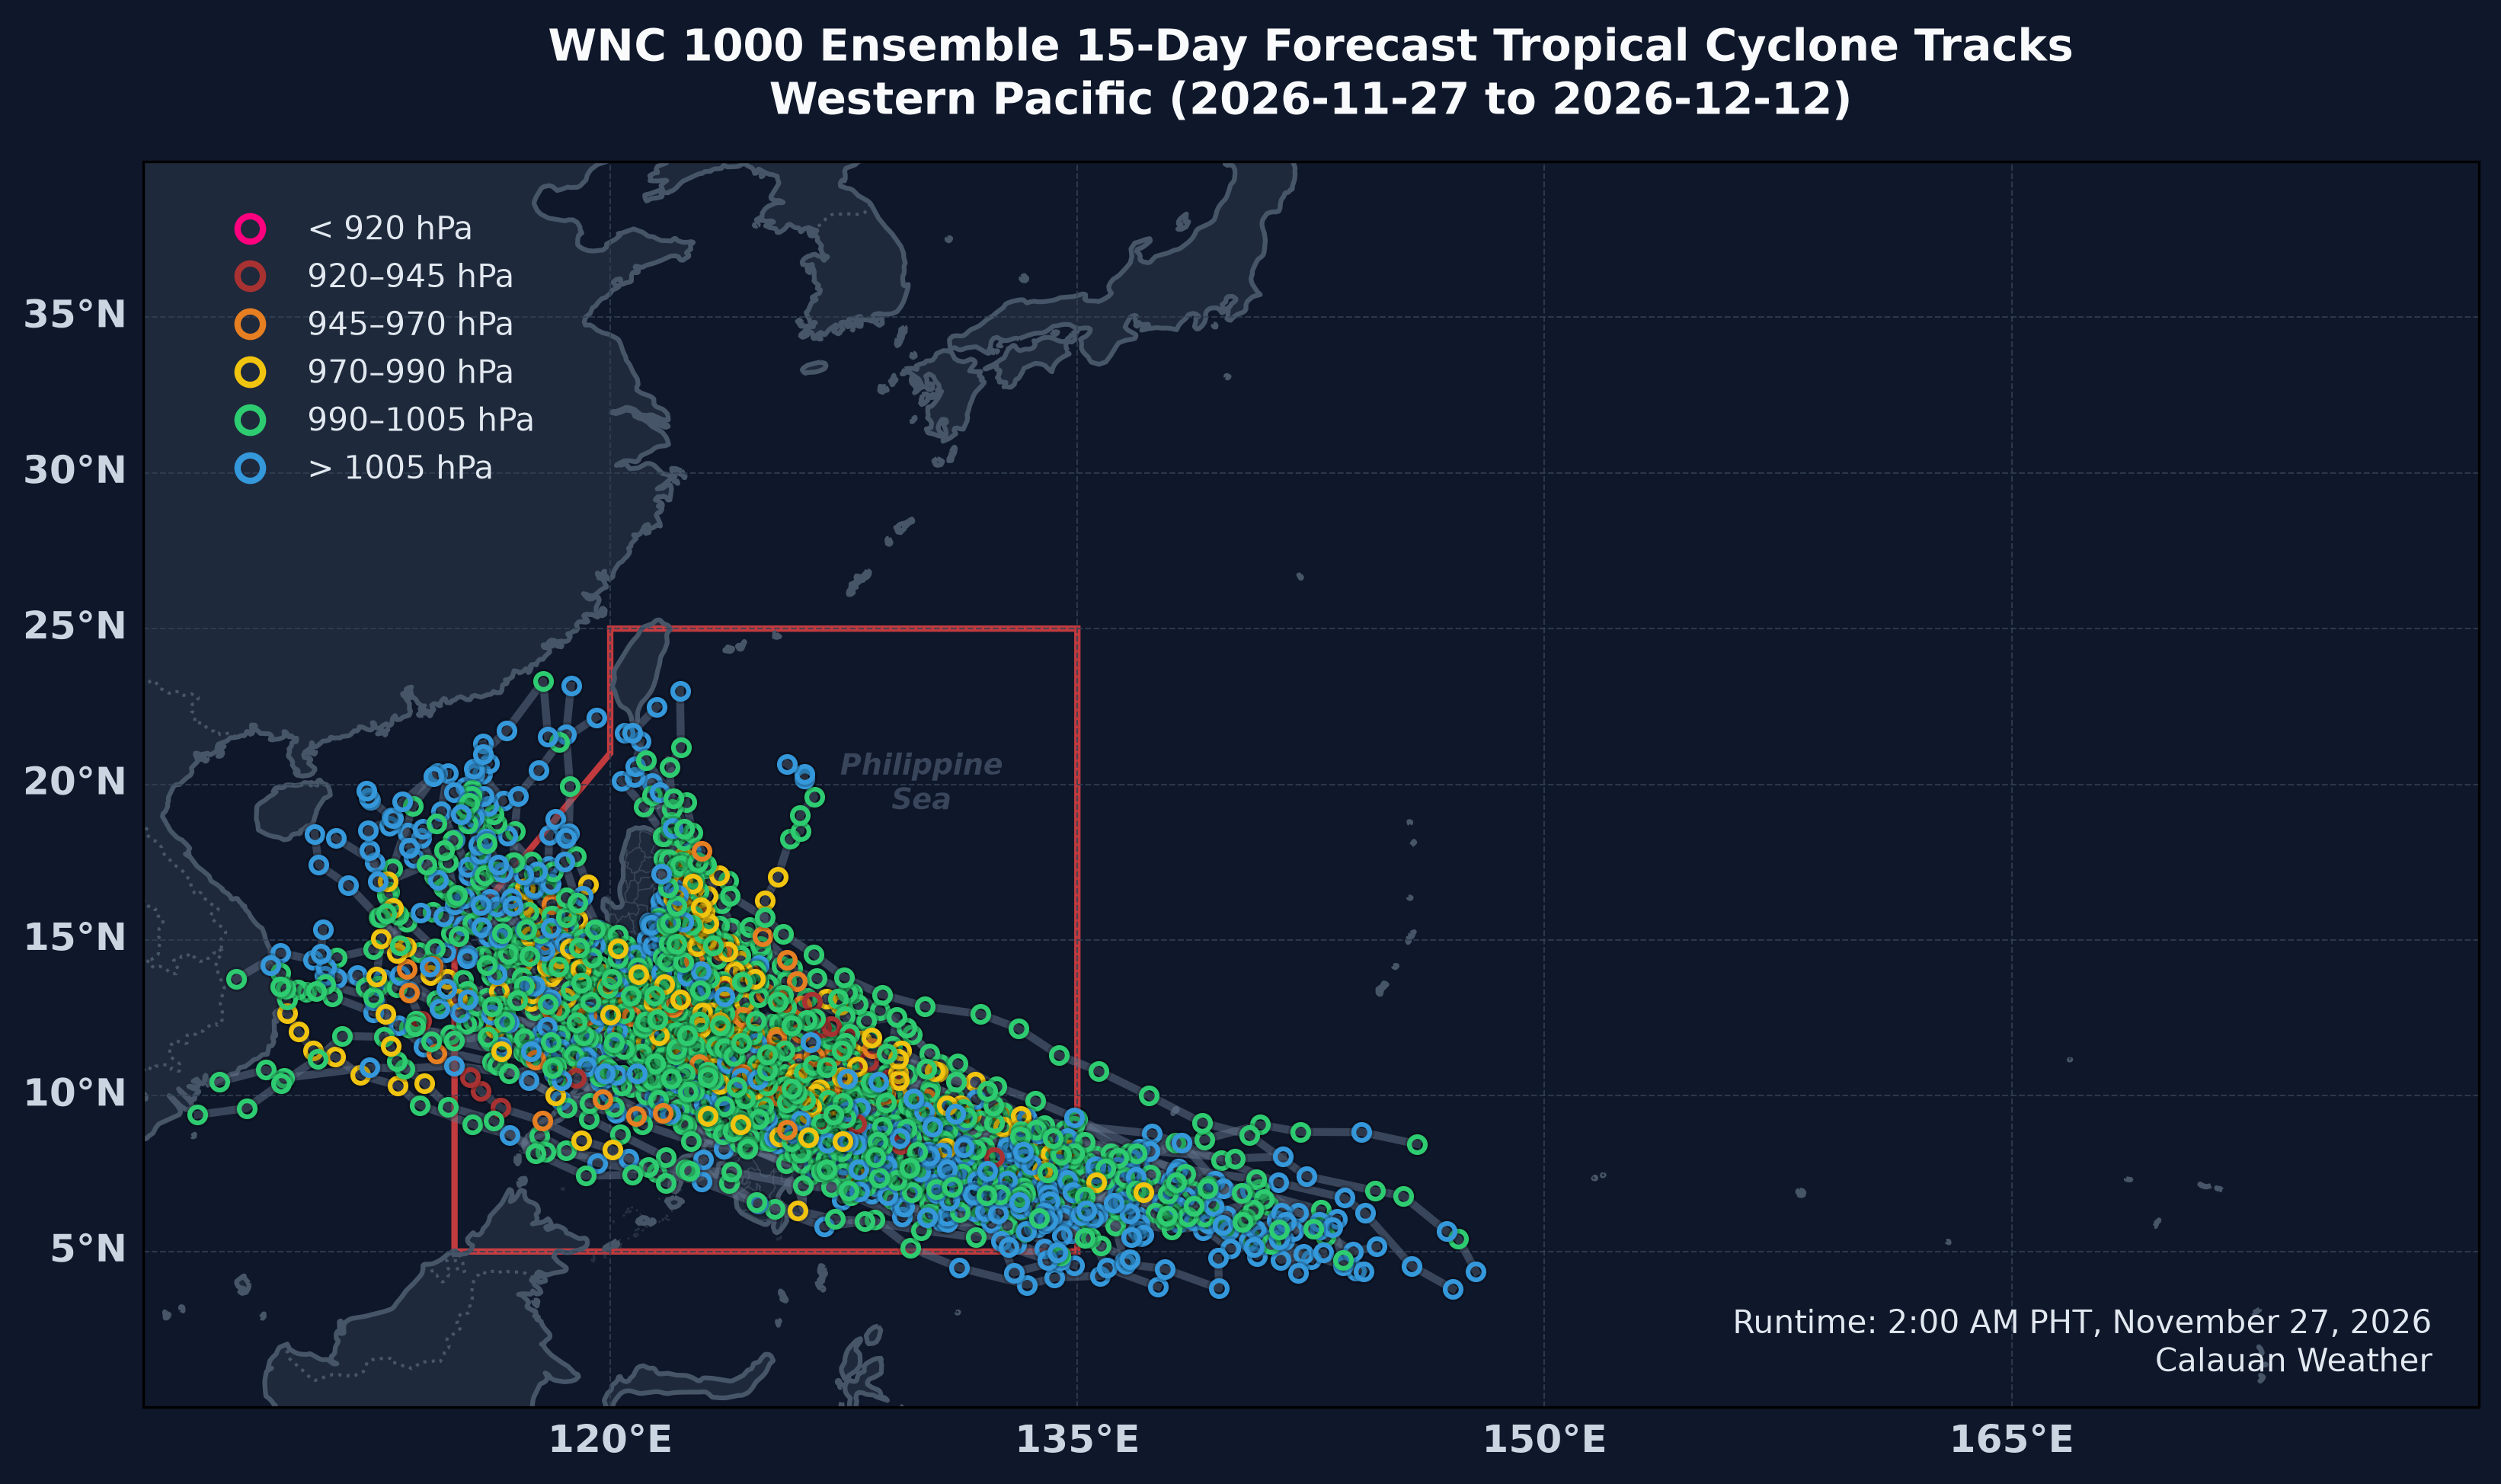 WNC 1000 Ensemble 15-Day Forecast Tropical Cyclone Tracks
Western Pacific (2026-11-27 to 2026-12-12)
< 920 hPa
920–945 hPa
945–970 hPa
970–990 hPa
990–1005 hPa
> 1005 hPa
35°N
30°N
25°N
20°N
15°N
10°N
5°N
Philippine
Sea
Runtime: 2:00 AM PHT, November 27, 2026
Calauan Weather
120°E
135°E
150°E
165°E